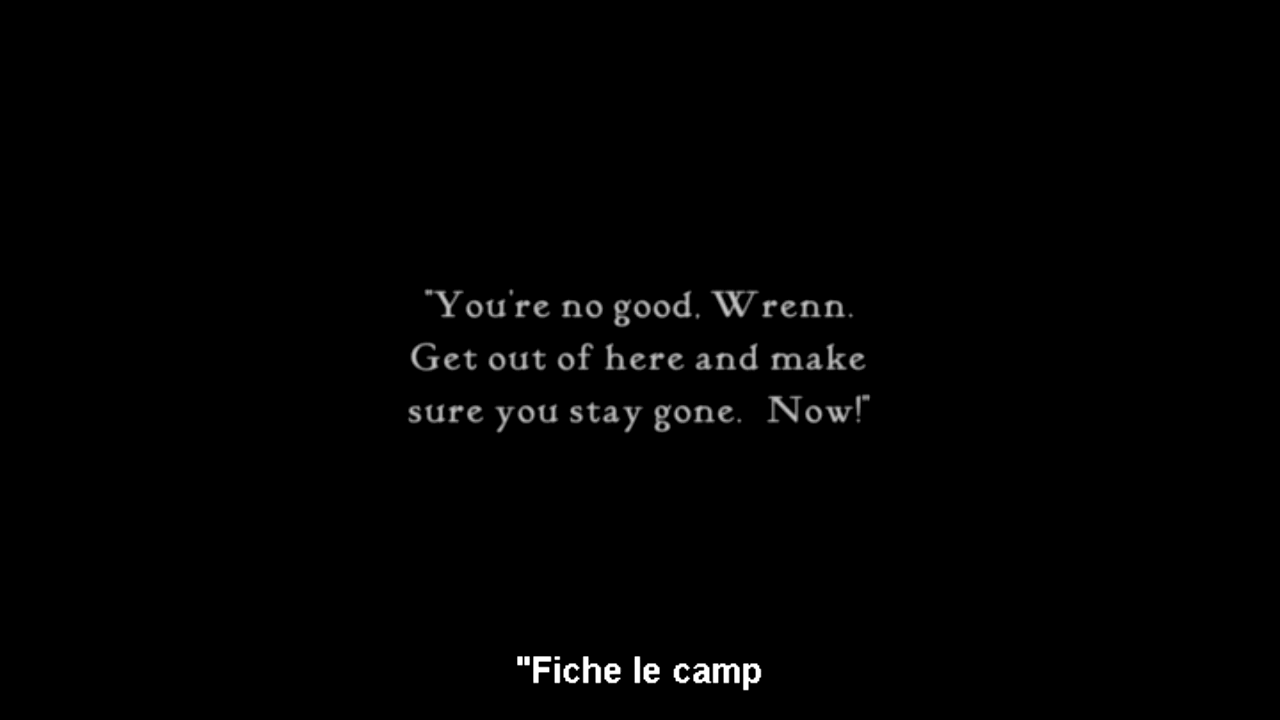 "You're no good, Wrenn.
Get out of here and make
sure you stay gone.  Now!"
"Fiche le camp